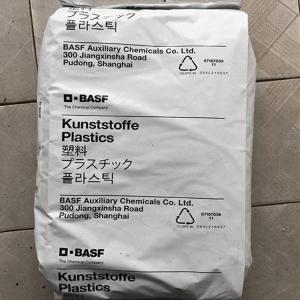 プラスチック
플라스틱
BASF Auxiliary Chemicals Co. Ltd.
300 Jiangxinsha Road
Pudong, Shanghai
BASF
The Chemical Company
Kunststoffe
Plastics
塑料
プラスチック
플라스틱
BASF Auxiliary Chemicals Co. Ltd.
300 Jiangxinsha Road
Pudong, Shanghai
BASF
The Chemical Company
Kunststoffe
Plastics